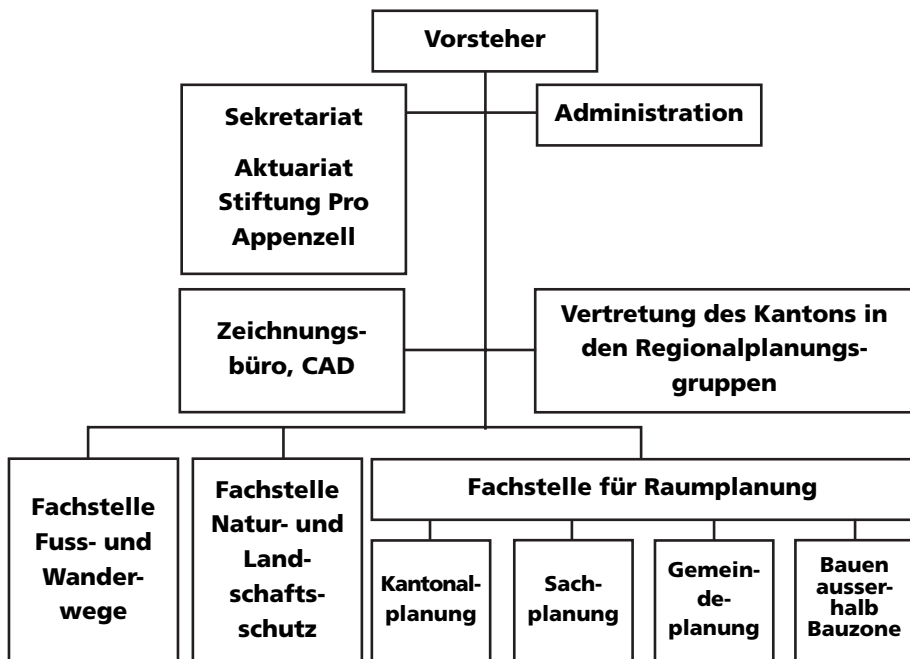 Vorsteher
Sekretariat
Aktuariat
Stiftung Pro
Appenzell
Administration
Zeichnungs-
büro, CAD
Vertretung des Kantons in
den Regionalplanungs-
gruppen
Fachstelle
Fuss- und
Wander-
wege
Fachstelle
Natur- und
Land-
schafts-
schutz
Fachstelle für Raumplanung
Kantonal-
planung
Sach-
planung
Gemein-
de-
planung
Bauen
ausser-
halb
Bauzone